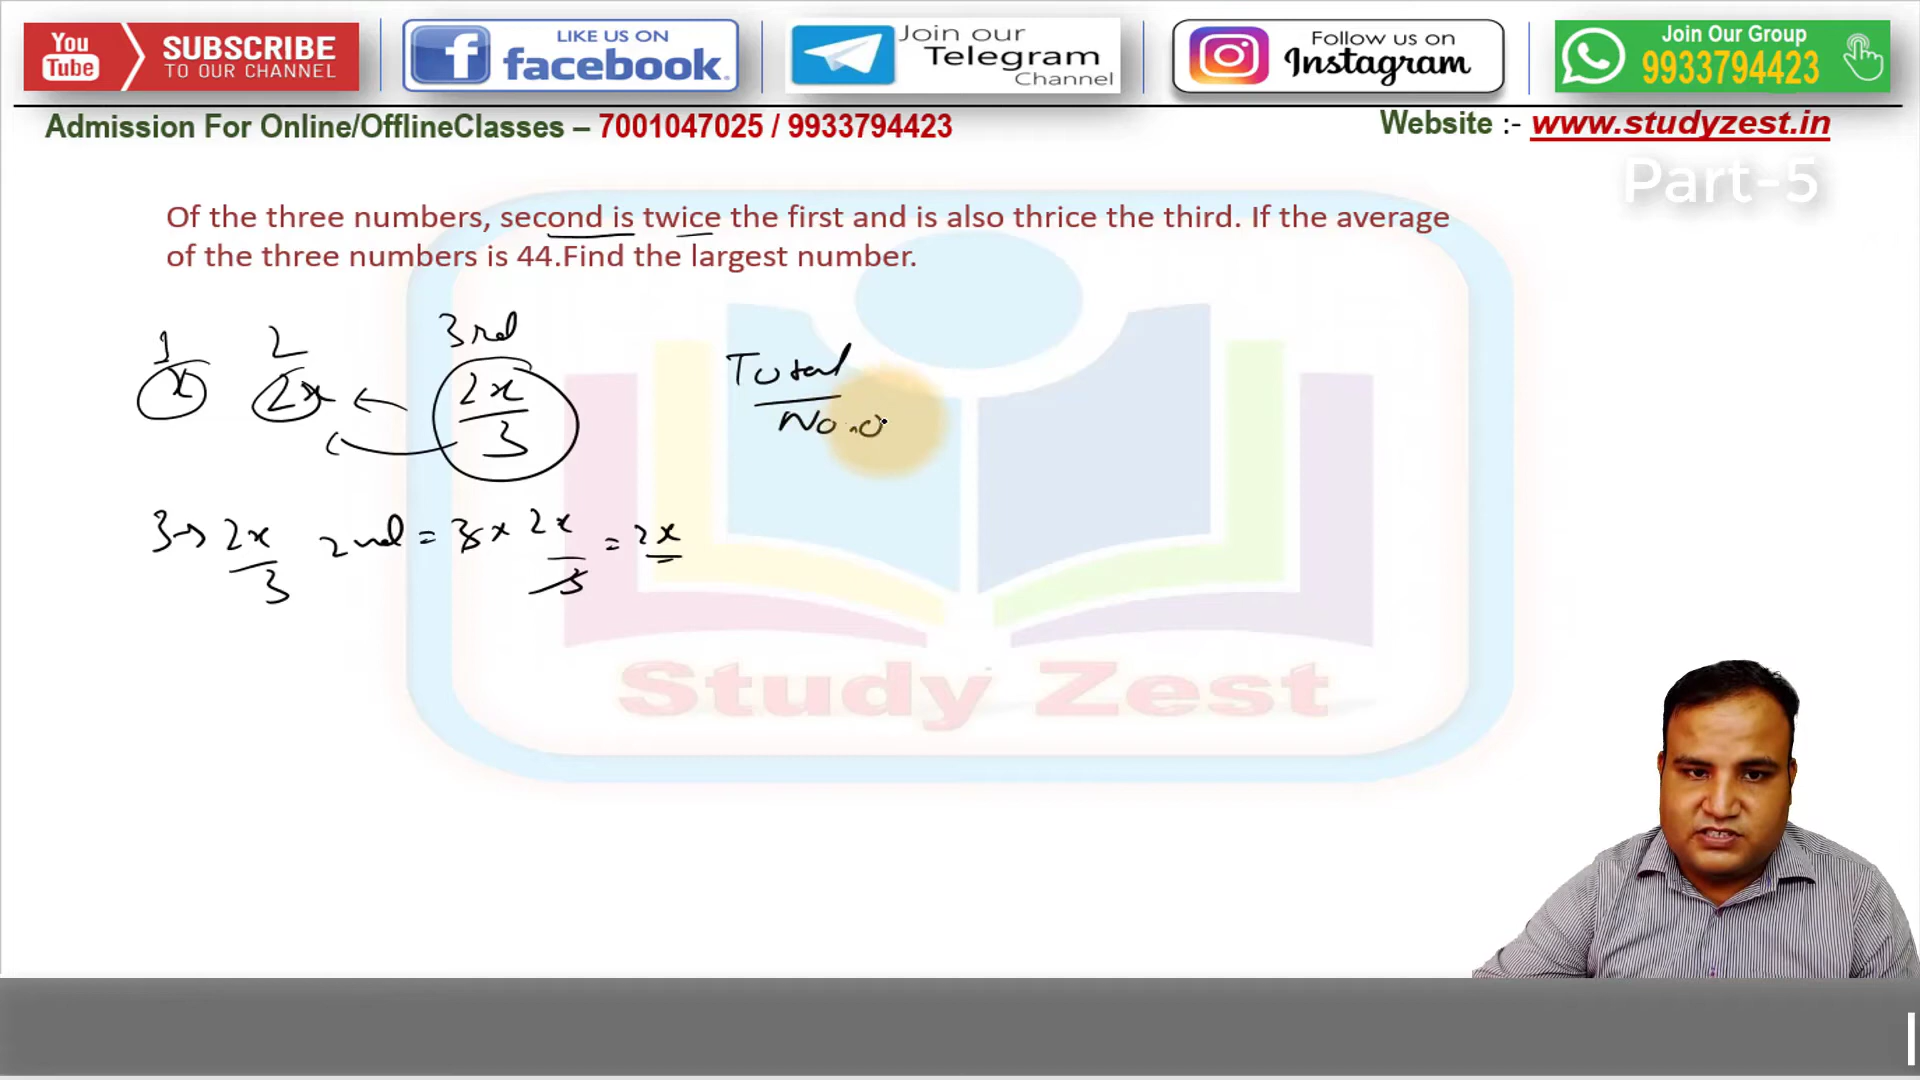 You Tube SUBSCRIBE TO OUR CHANNEL
LIKE US ON facebook.
Join our Telegram Channel
Follow us on Instagram
Join Our Group 9933794423
Admission For Online/OfflineClasses – 7001047025 / 9933794423
Website :- www.studyzest.in
Part-5
Of the three numbers, second is twice the first and is also thrice the third. If the average
of the three numbers is 44.Find the largest number.
1 2 3rd
x 2x 2x/3
Total
No.o
3→ 2x/3 2nd = 3x 2x/3 = 2x
Study Zest